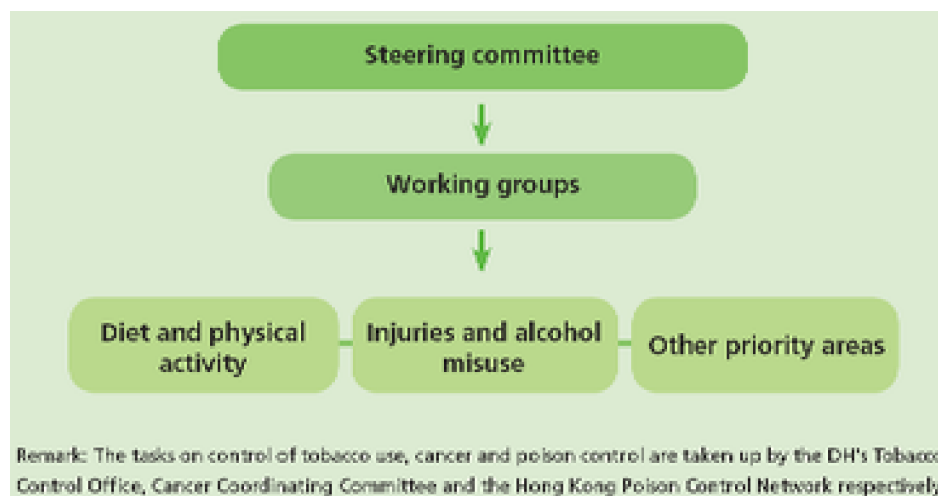 Steering committee
Working groups
Diet and physical
activity
Injuries and alcohol
misuse
Other priority areas
Remark: The tasks on control of tobacco use, cancer and poison control are taken up by the DH's Tobacco
Control Office, Cancer Coordinating Committee and the Hong Kong Poison Control Network respectively